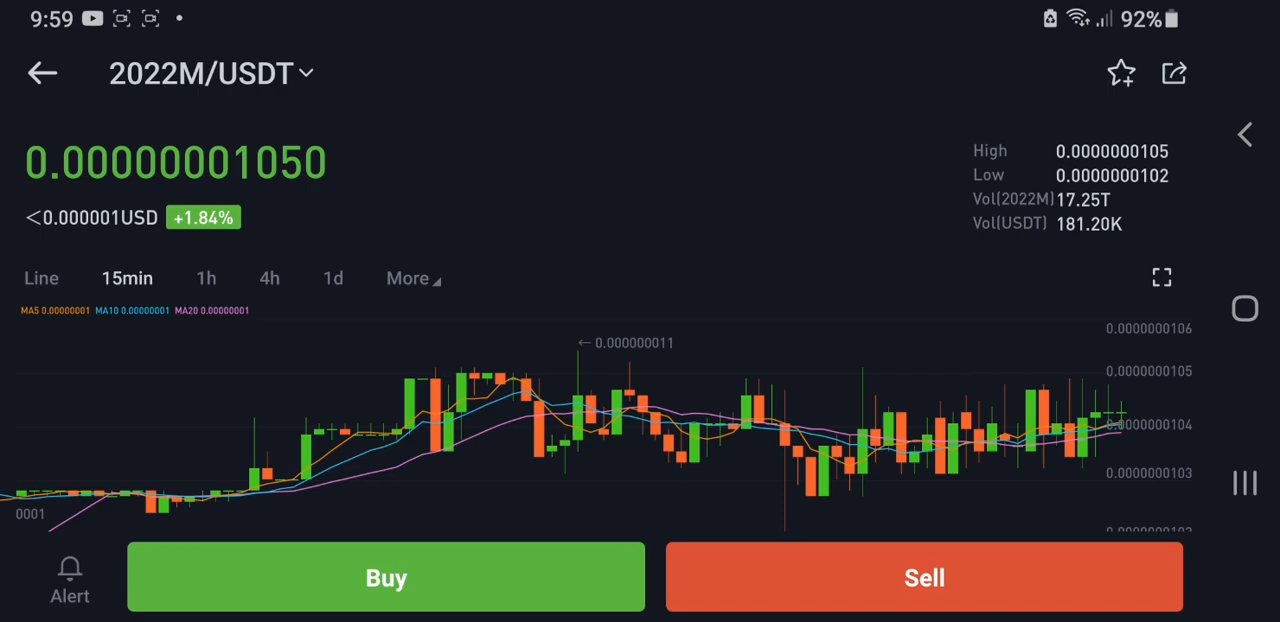 9:59 92%
2022M/USDT
0.00000001050
<0.000001USD +1.84%
High 0.0000000105
Low 0.0000000102
Vol(2022M) 17.25T
Vol(USDT) 181.20K
Line 15min 1h 4h 1d More
MA5 0.00000001 MA10 0.00000001 MA20 0.00000001
0.0000000106
0.000000011
0.0000000105
0.0000000104
0.0000000103
0001
Alert
Buy
Sell